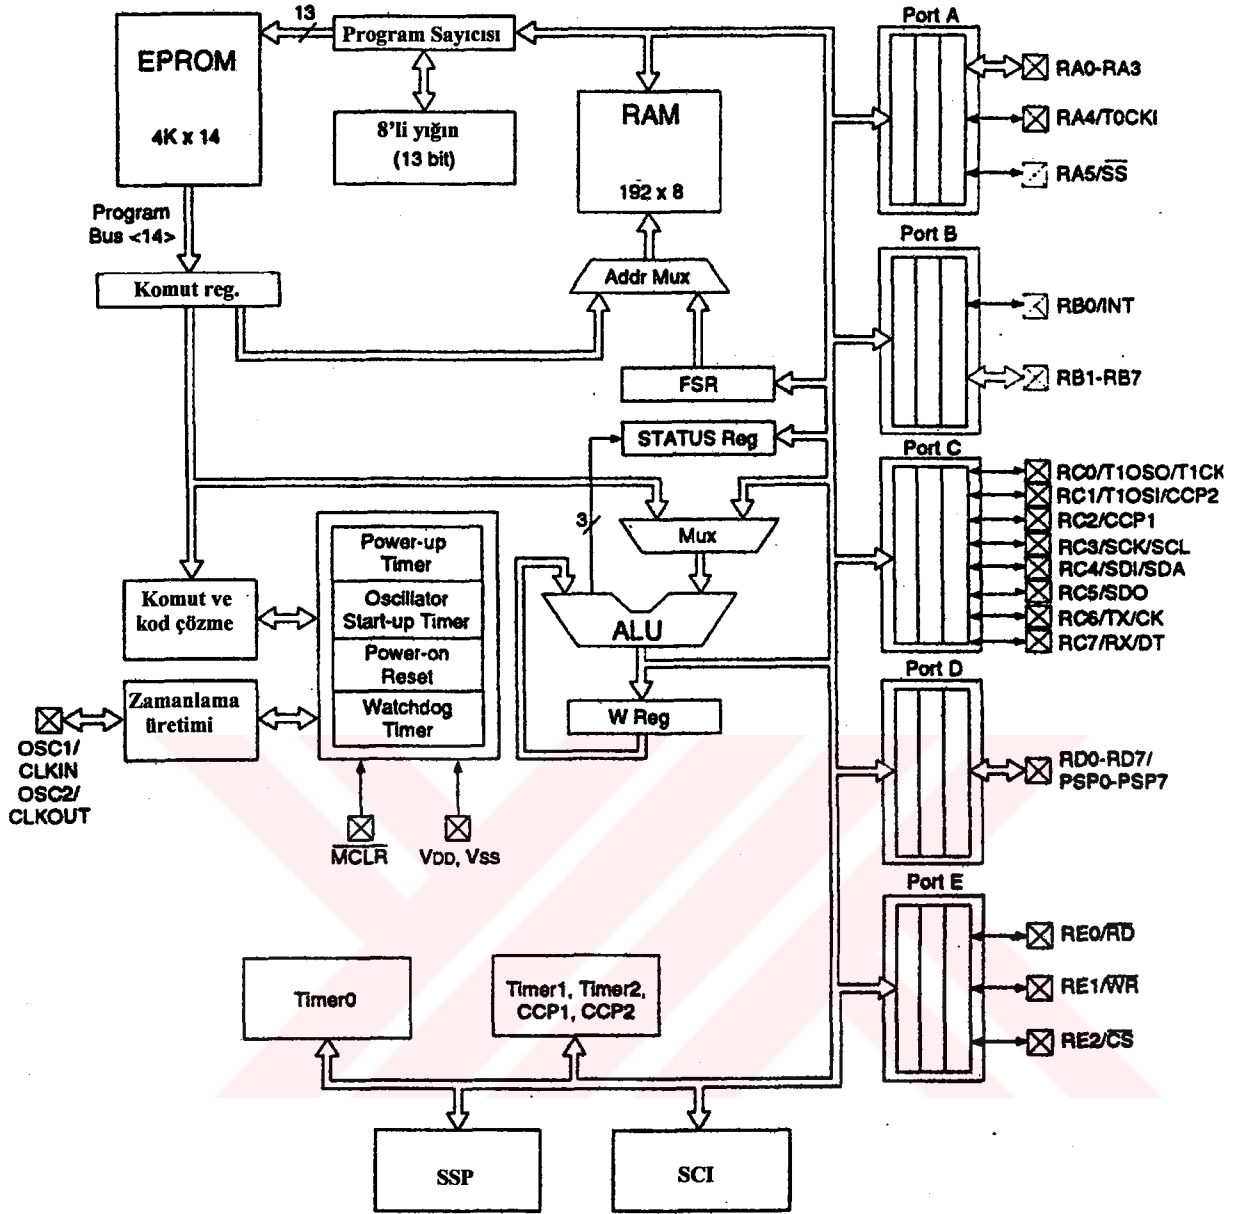 EPROM
4K x 14
13
Program Sayıcısı
8'li yığın
(13 bit)
RAM
192 x 8
Program
Bus <14>
Komut reg.
Addr Mux
FSR
STATUS Reg
3
Mux
ALU
W Reg
Power-up
Timer
Oscillator
Start-up Timer
Power-on
Reset
Watchdog
Timer
Komut ve
kod çözme
Zamanlama
üretimi
OSC1/
CLKIN
OSC2/
CLKOUT
MCLR
VDD, VSS
Timer0
Timer1, Timer2,
CCP1, CCP2
SSP
SCI
Port A
RA0-RA3
RA4/T0CKI
RA5/SS
Port B
RB0/INT
RB1-RB7
Port C
RC0/T1OSO/T1CK
RC1/T1OSI/CCP2
RC2/CCP1
RC3/SCK/SCL
RC4/SDI/SDA
RC5/SDO
RC6/TX/CK
RC7/RX/DT
Port D
RD0-RD7/
PSP0-PSP7
Port E
RE0/RD
RE1/WR
RE2/CS